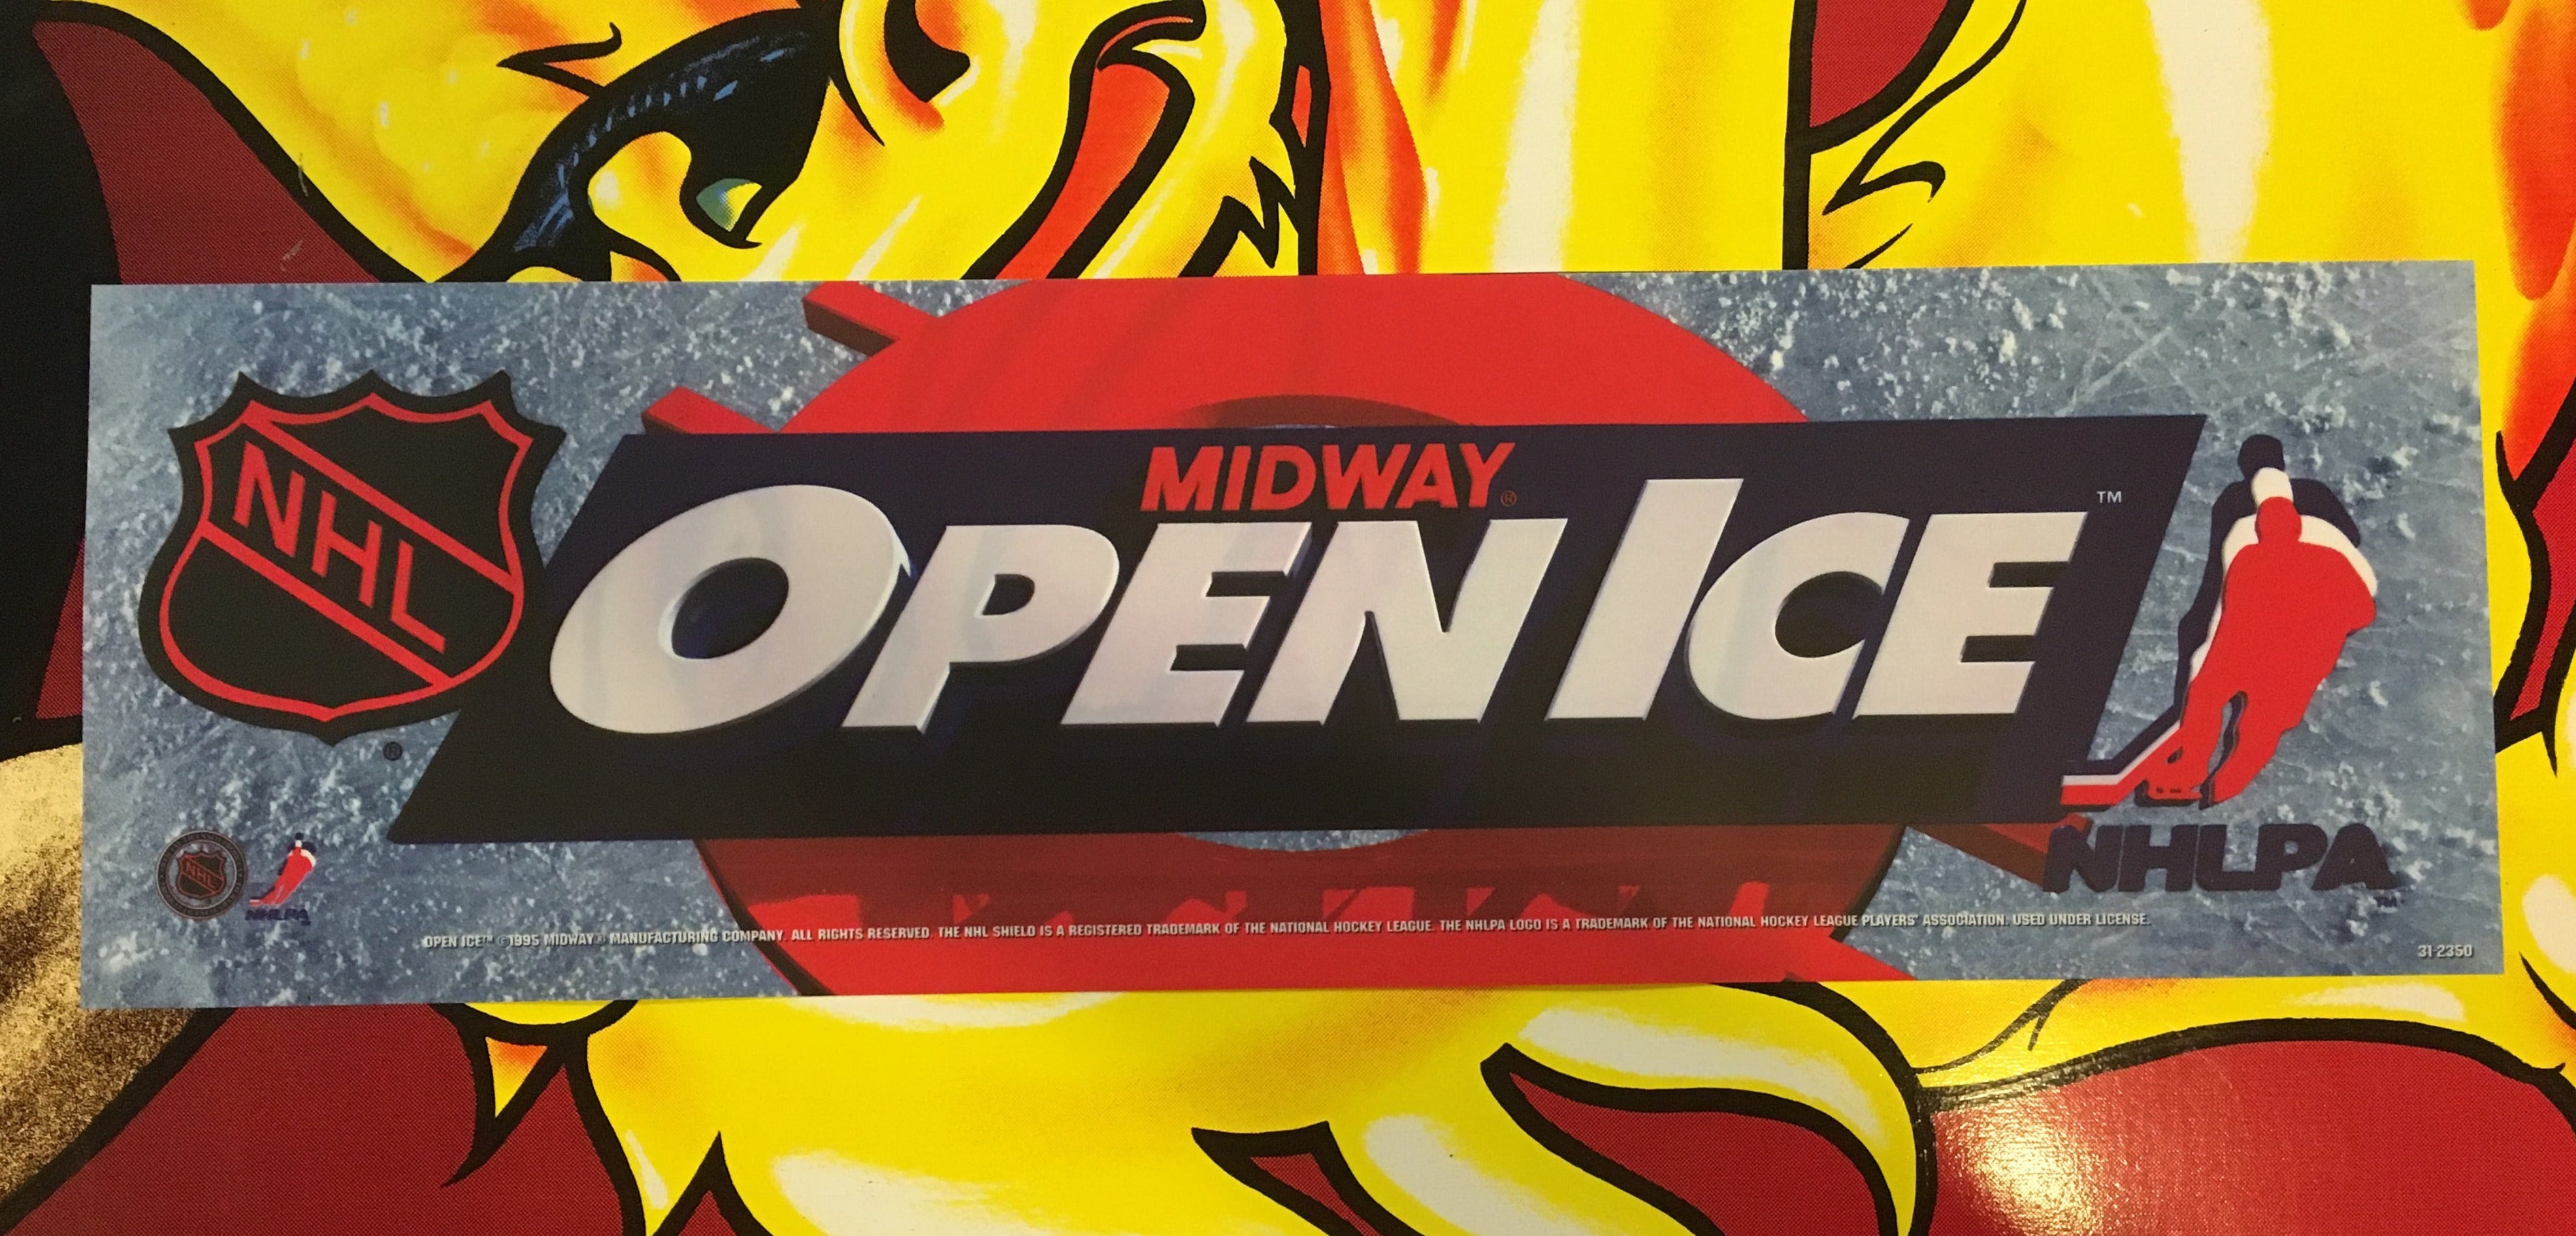 NHL
®
MIDWAY®
OPEN ICE™
NHLPA™
NHL
NHLPA
OPEN ICE™ ©1995 MIDWAY® MANUFACTURING COMPANY. ALL RIGHTS RESERVED. THE NHL SHIELD IS A REGISTERED TRADEMARK OF THE NATIONAL HOCKEY LEAGUE. THE NHLPA LOGO IS A TRADEMARK OF THE NATIONAL HOCKEY LEAGUE PLAYERS' ASSOCIATION. USED UNDER LICENSE.
31-2350